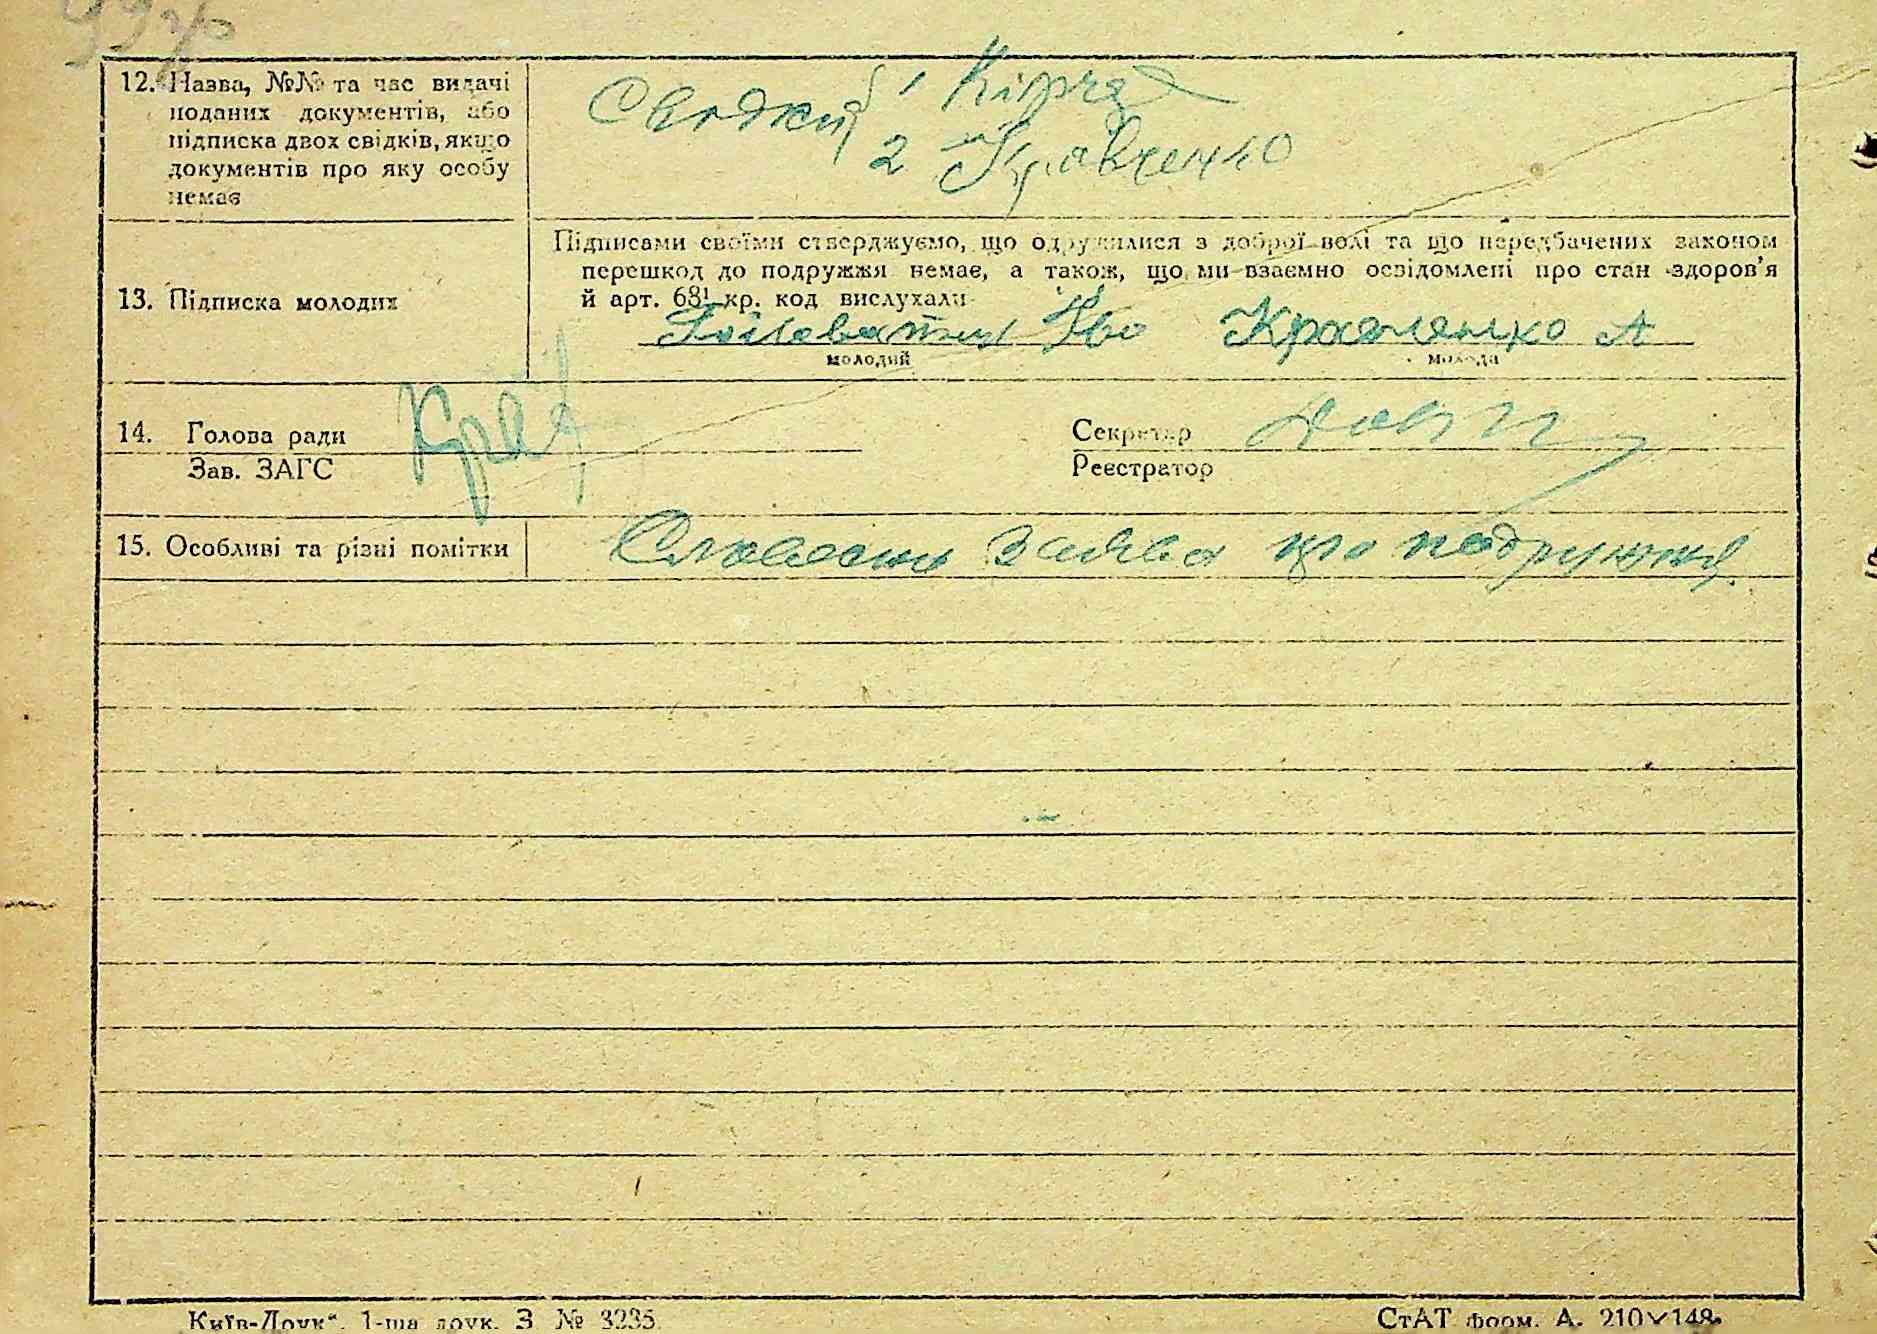 12. Назва, №№ та час видачі
поданих документів, або
підписка двох свідків, якщо
документів про яку особу
немає
1
2 Кравченко
Підписами своїми стверджуємо, що одружилися з доброї волі та що передбачених законом
перешкод до подружжя немає, а також, що ми взаємно освідомлені про стан здоров'я
й арт. 68¹ кр. код вислухали
13. Підписка молодих
молодий
молода
14. Голова ради
Секретар
Зав. ЗАГС
Реєстратор
15. Особливі та різні помітки
заява про подружжя
Київ-Друк“. 1-ша друк. З № 3235
СтАТ форм. А. 210×148